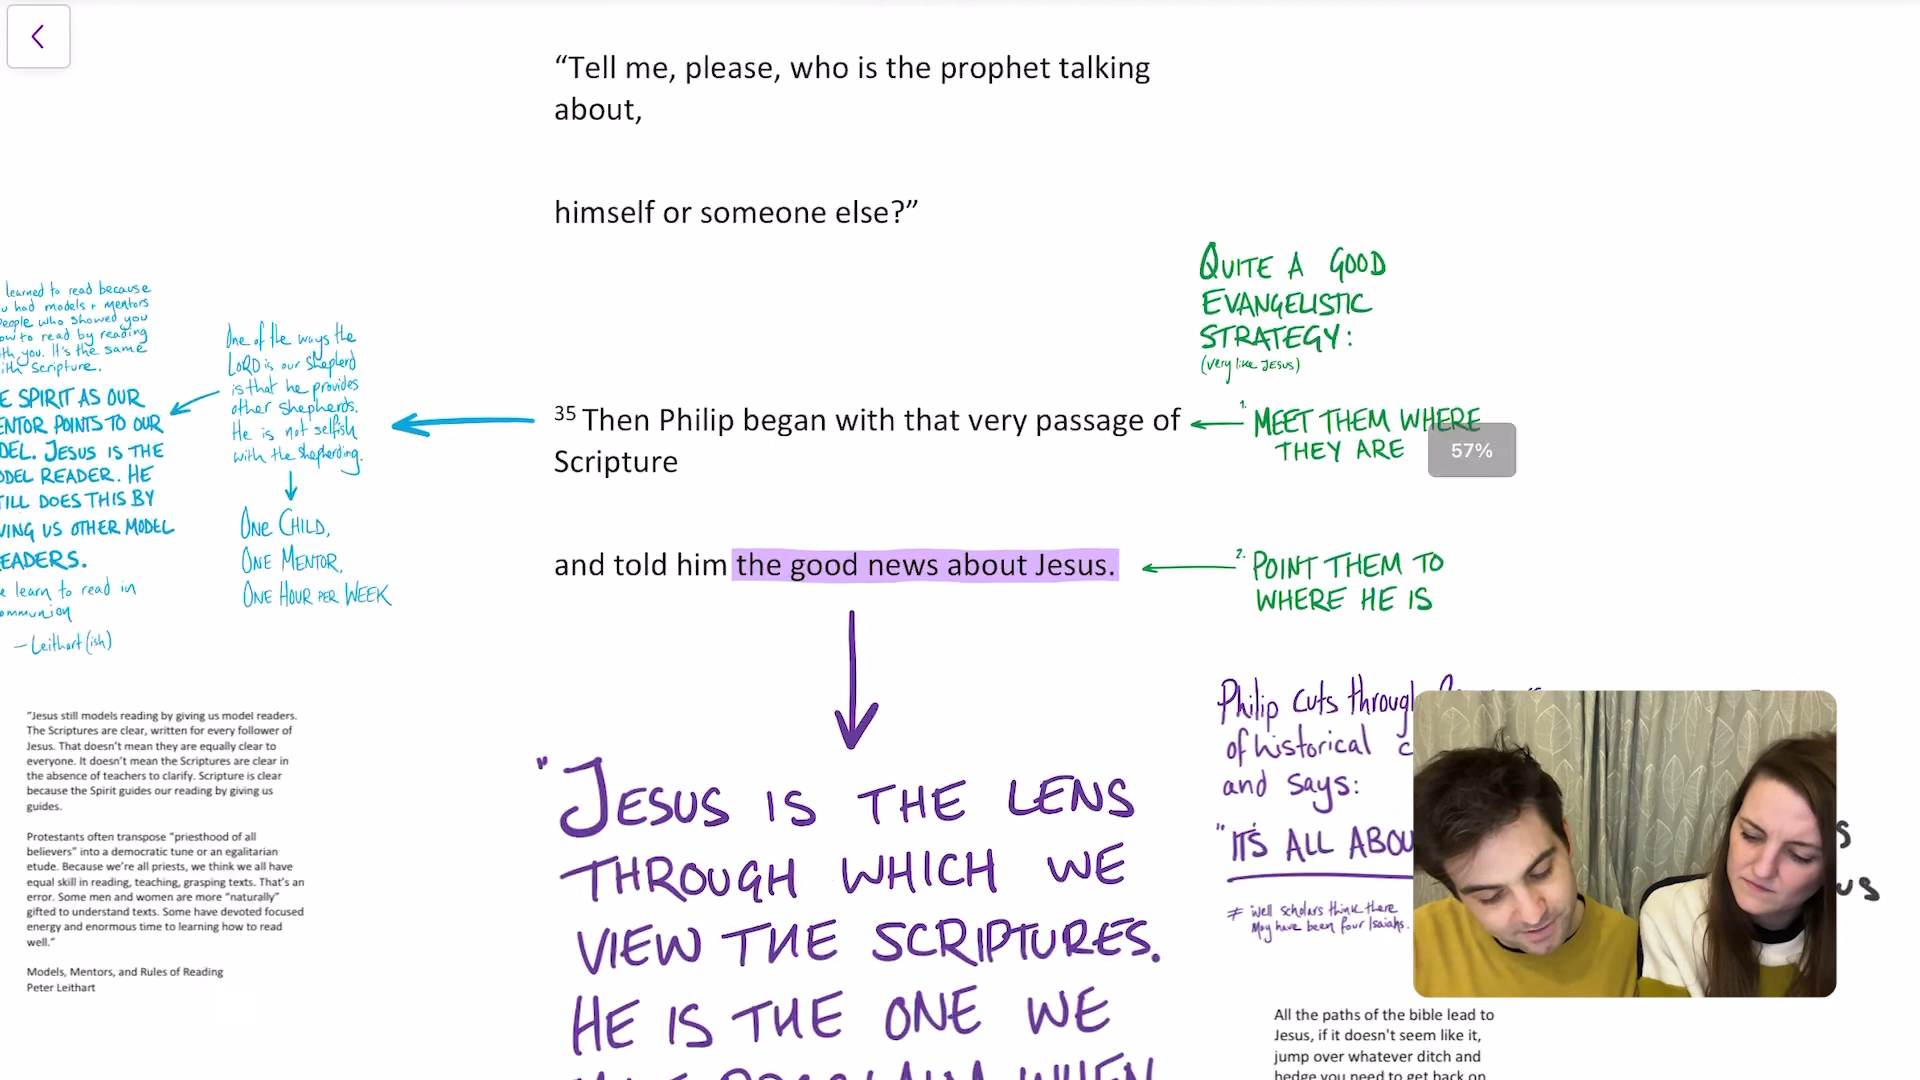 “Tell me, please, who is the prophet talking
about,
himself or someone else?”
35 Then Philip began with that very passage of
Scripture
and told him the good news about Jesus.
"JESUS IS THE LENS
THROUGH WHICH WE
VIEW THE SCRIPTURES.
HE IS THE ONE WE
MUST PROCLAIM WHEN
QUITE A GOOD
EVANGELISTIC
STRATEGY:
(very like JESUS)
1. MEET THEM WHERE
THEY ARE
57%
2. POINT THEM TO
WHERE HE IS
Philip cuts through
of historical
and says:
"IT'S ALL ABOU
≠ well scholars think there
may have been four Isaiahs.
S
us
All the paths of the bible lead to
Jesus, if it doesn't seem like it,
jump over whatever ditch and
hedge you need to get back on
One of the ways the
LORD is our shepherd
is that he provides
other shepherds.
He is not selfish
with the shepherding.
ONE CHILD,
ONE MENTOR,
ONE HOUR PER WEEK
learned to read because
u had models + mentors
people who showed you
ow to read by reading
th you. It's the same
ith Scripture.
E SPIRIT AS OUR
ENTOR POINTS TO OUR
DEL. JESUS IS THE
ODEL READER. HE
TILL DOES THIS BY
VING US OTHER MODEL
EADERS.
e learn to read in
ommunion
— Leithart (ish)
"Jesus still models reading by giving us model readers.
The Scriptures are clear, written for every follower of
Jesus. That doesn’t mean they are equally clear to
everyone. It doesn’t mean the Scriptures are clear in
the absence of teachers to clarify. Scripture is clear
because the Spirit guides our reading by giving us
guides.
Protestants often transpose “priesthood of all
believers” into a democratic tune or an egalitarian
etude. Because we’re all priests, we think we all have
equal skill in reading, teaching, grasping texts. That’s an
error. Some men and women are more “naturally”
gifted to understand texts. Some have devoted focused
energy and enormous time to learning how to read
well.”
Models, Mentors, and Rules of Reading
Peter Leithart